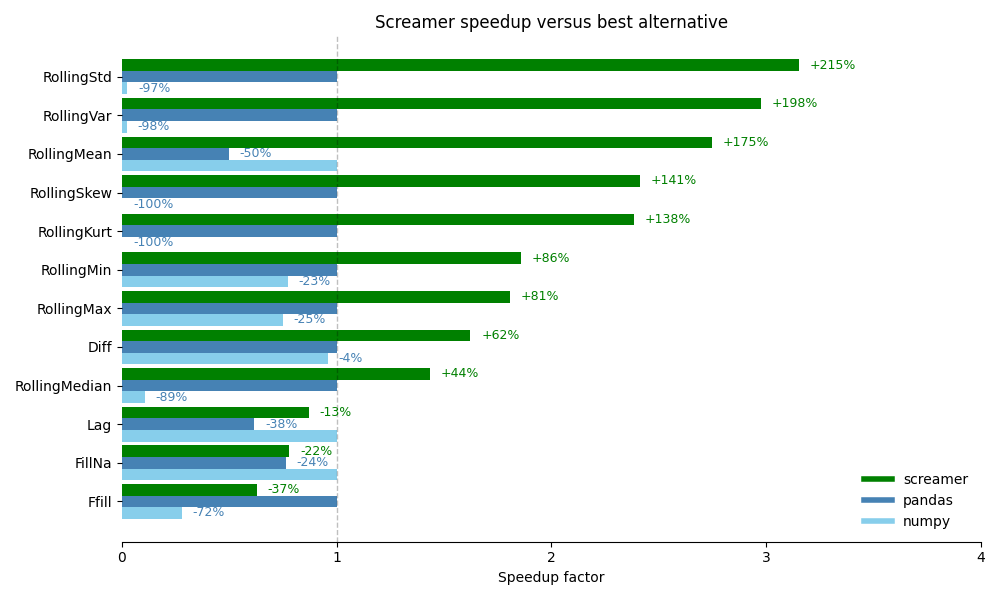 Screamer speedup versus best alternative
+215%
RollingStd
-97%
+198%
RollingVar
-98%
+175%
RollingMean
-50%
+141%
RollingSkew
-100%
+138%
RollingKurt
-100%
+86%
RollingMin
-23%
+81%
RollingMax
-25%
+62%
Diff
-4%
+44%
RollingMedian
-89%
-13%
Lag
-38%
-22%
FillNa
-24%
-37%
Ffill
-72%
screamer
pandas
numpy
0 1 2 3 4
Speedup factor